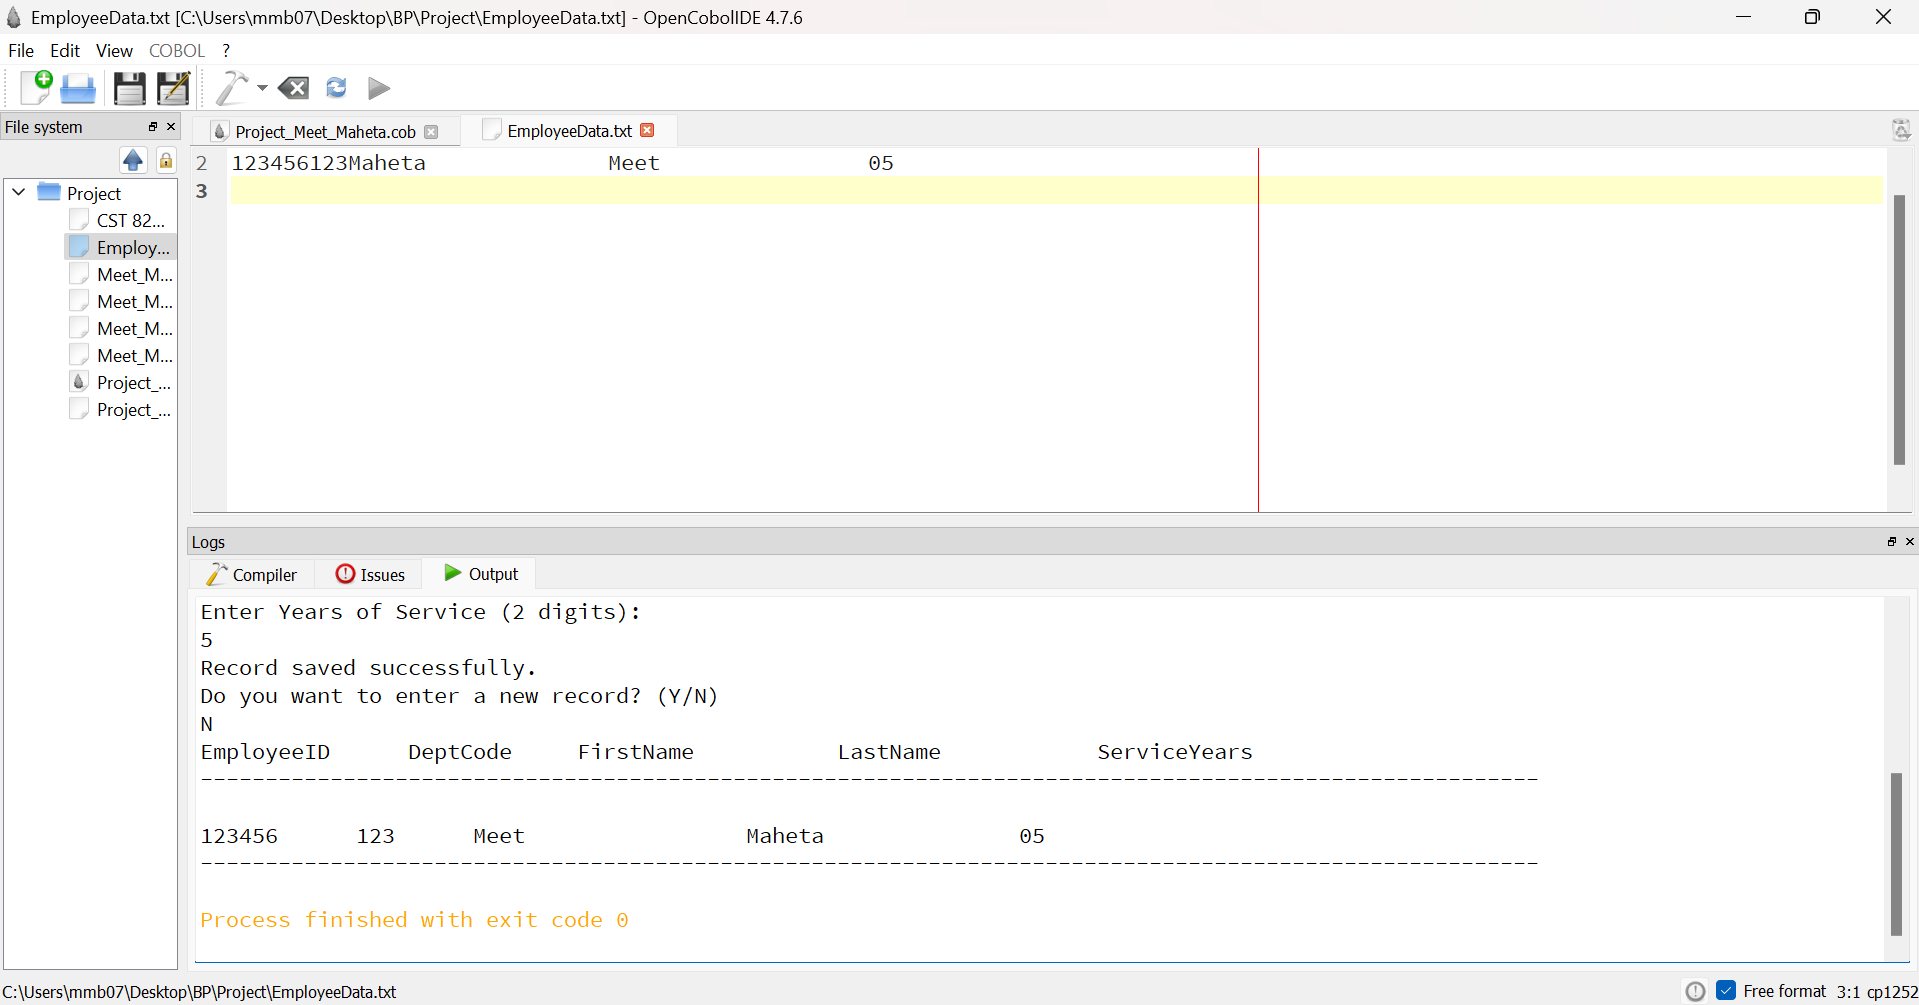 EmployeeData.txt [C:\Users\mmb07\Desktop\BP\Project\EmployeeData.txt] - OpenCobolIDE 4.7.6
File Edit View COBOL ?
File system
Project_Meet_Maheta.cob
EmployeeData.txt
Project
CST 82...
Employ...
Meet_M...
Meet_M...
Meet_M...
Meet_M...
Project_...
Project_...
2 123456123Maheta              Meet                05
3
Logs
Compiler Issues Output
Enter Years of Service (2 digits):
5
Record saved successfully.
Do you want to enter a new record? (Y/N)
N
EmployeeID      DeptCode     FirstName           LastName            ServiceYears
-------------------------------------------------------------------------------------------------------
123456      123      Meet                 Maheta               05
-------------------------------------------------------------------------------------------------------
Process finished with exit code 0
C:\Users\mmb07\Desktop\BP\Project\EmployeeData.txt
Free format 3:1 cp1252